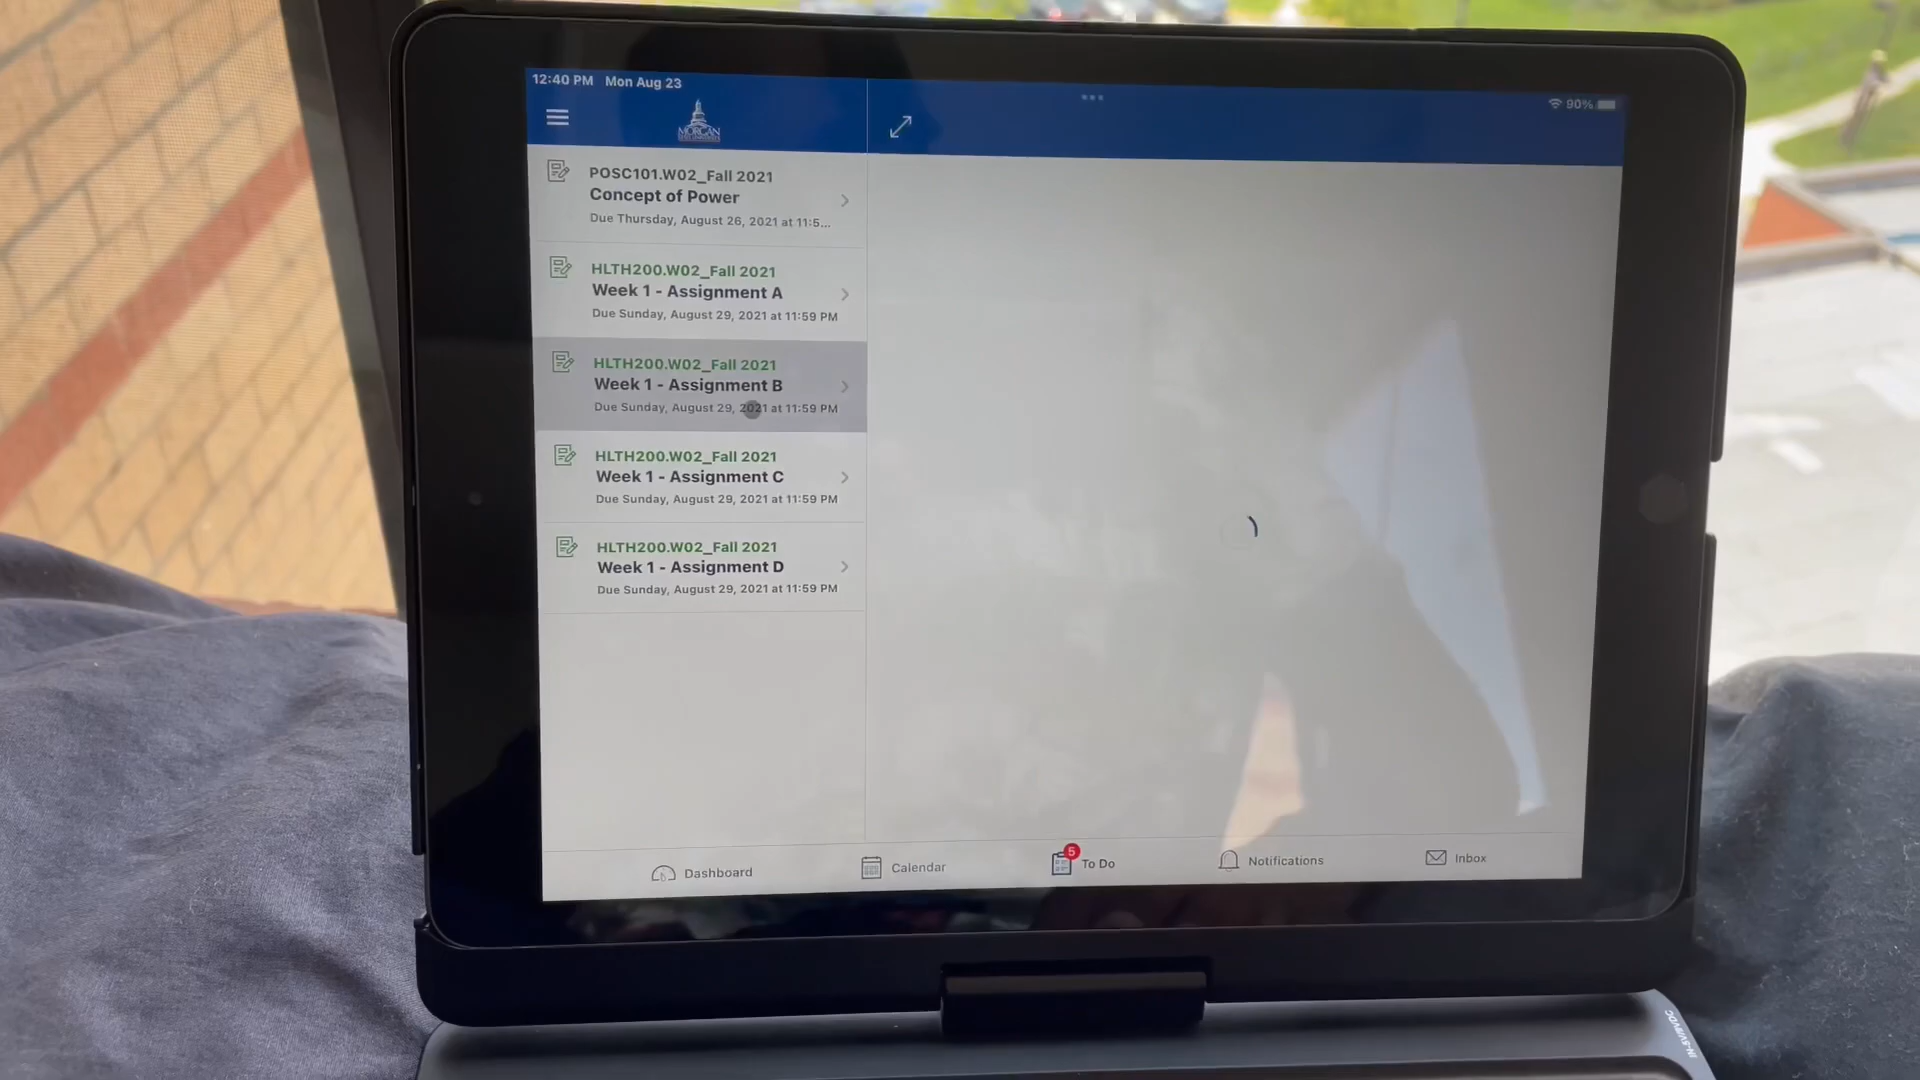 12:40 PM Mon Aug 23
90%
MORGAN
POSC101.W02_Fall 2021
Concept of Power
Due Thursday, August 26, 2021 at 11:5...
HLTH200.W02_Fall 2021
Week 1 - Assignment A
Due Sunday, August 29, 2021 at 11:59 PM
HLTH200.W02_Fall 2021
Week 1 - Assignment B
Due Sunday, August 29, 2021 at 11:59 PM
HLTH200.W02_Fall 2021
Week 1 - Assignment C
Due Sunday, August 29, 2021 at 11:59 PM
HLTH200.W02_Fall 2021
Week 1 - Assignment D
Due Sunday, August 29, 2021 at 11:59 PM
Dashboard
Calendar
5
To Do
Notifications
Inbox